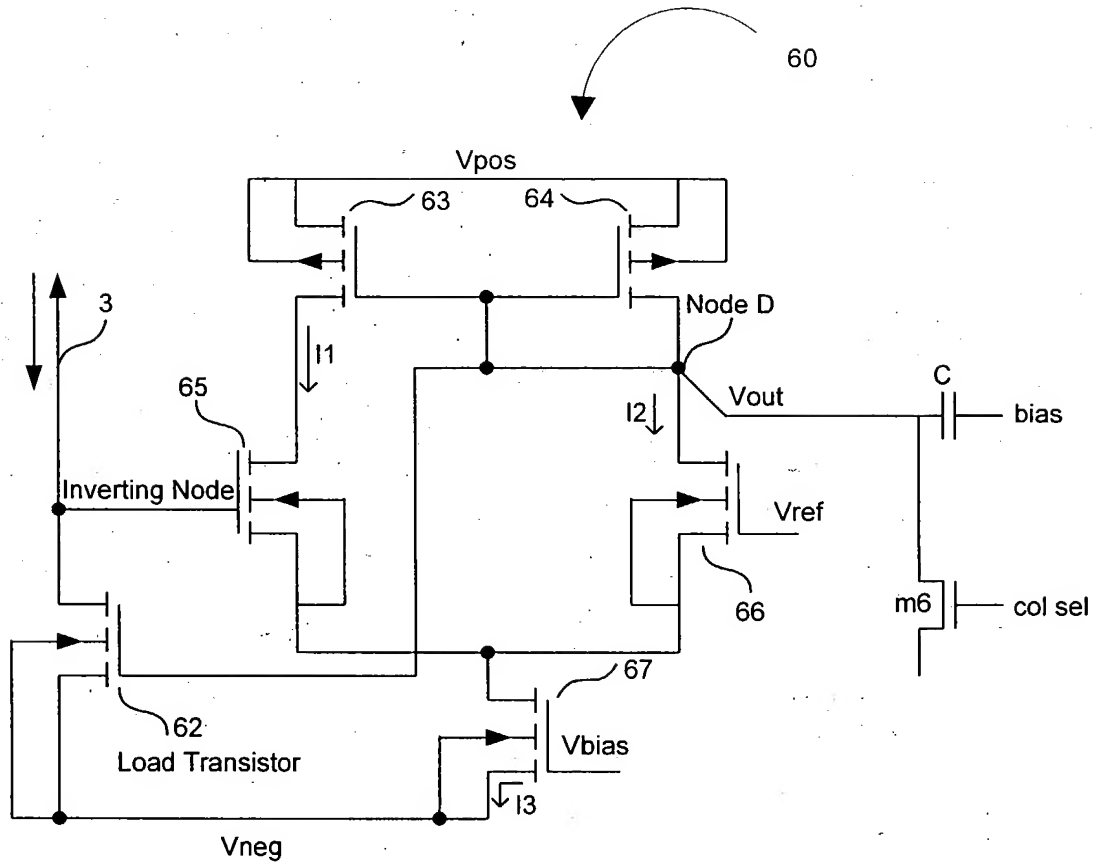 60
Vpos
63
64
3
Node D
I1
C
65
Vout
I2
bias
Inverting Node
Vref
m6
col sel
66
67
62
Vbias
Load Transistor
I3
Vneg